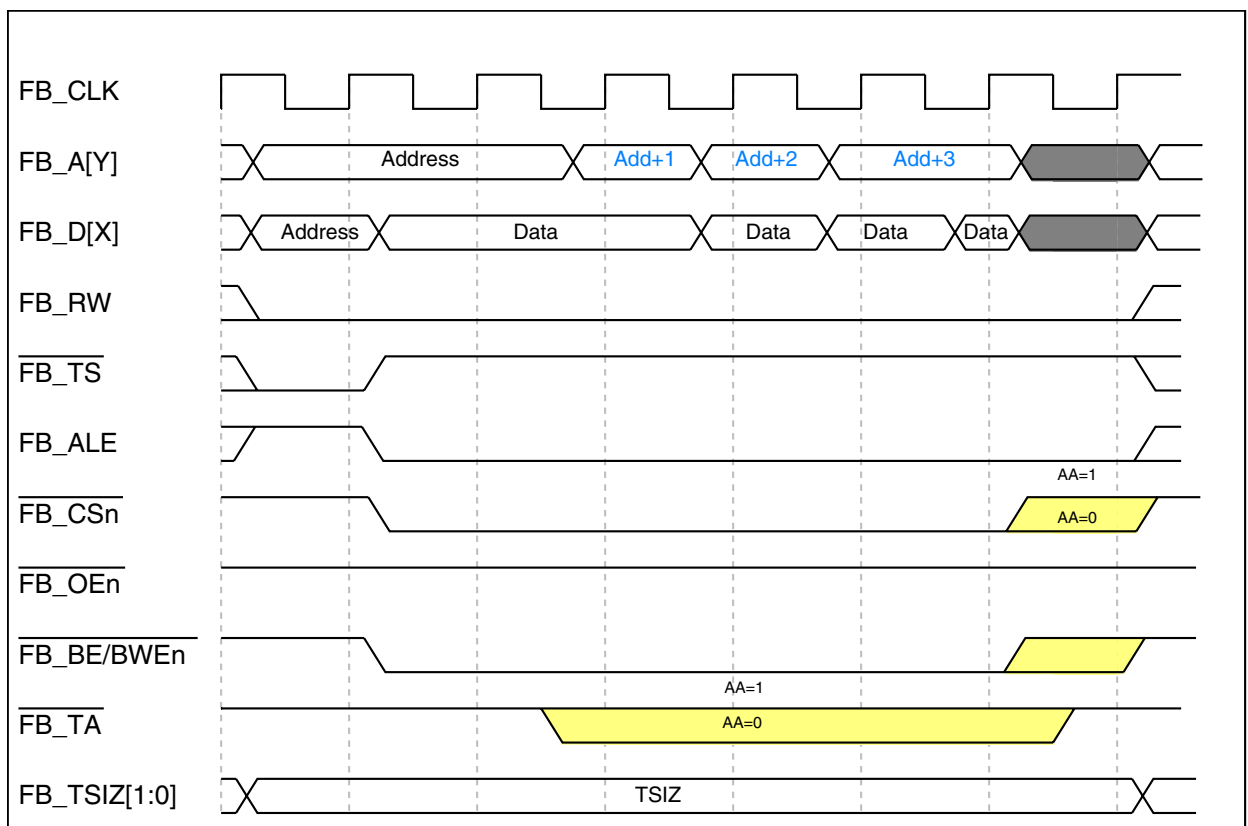 FB_CLK
FB_A[Y] Address Add+1 Add+2 Add+3
FB_D[X] Address Data Data Data Data
FB_RW
FB_TS
FB_ALE
AA=1
FB_CSn AA=0
FB_OEn
FB_BE/BWEn
AA=1
FB_TA AA=0
FB_TSIZ[1:0] TSIZ